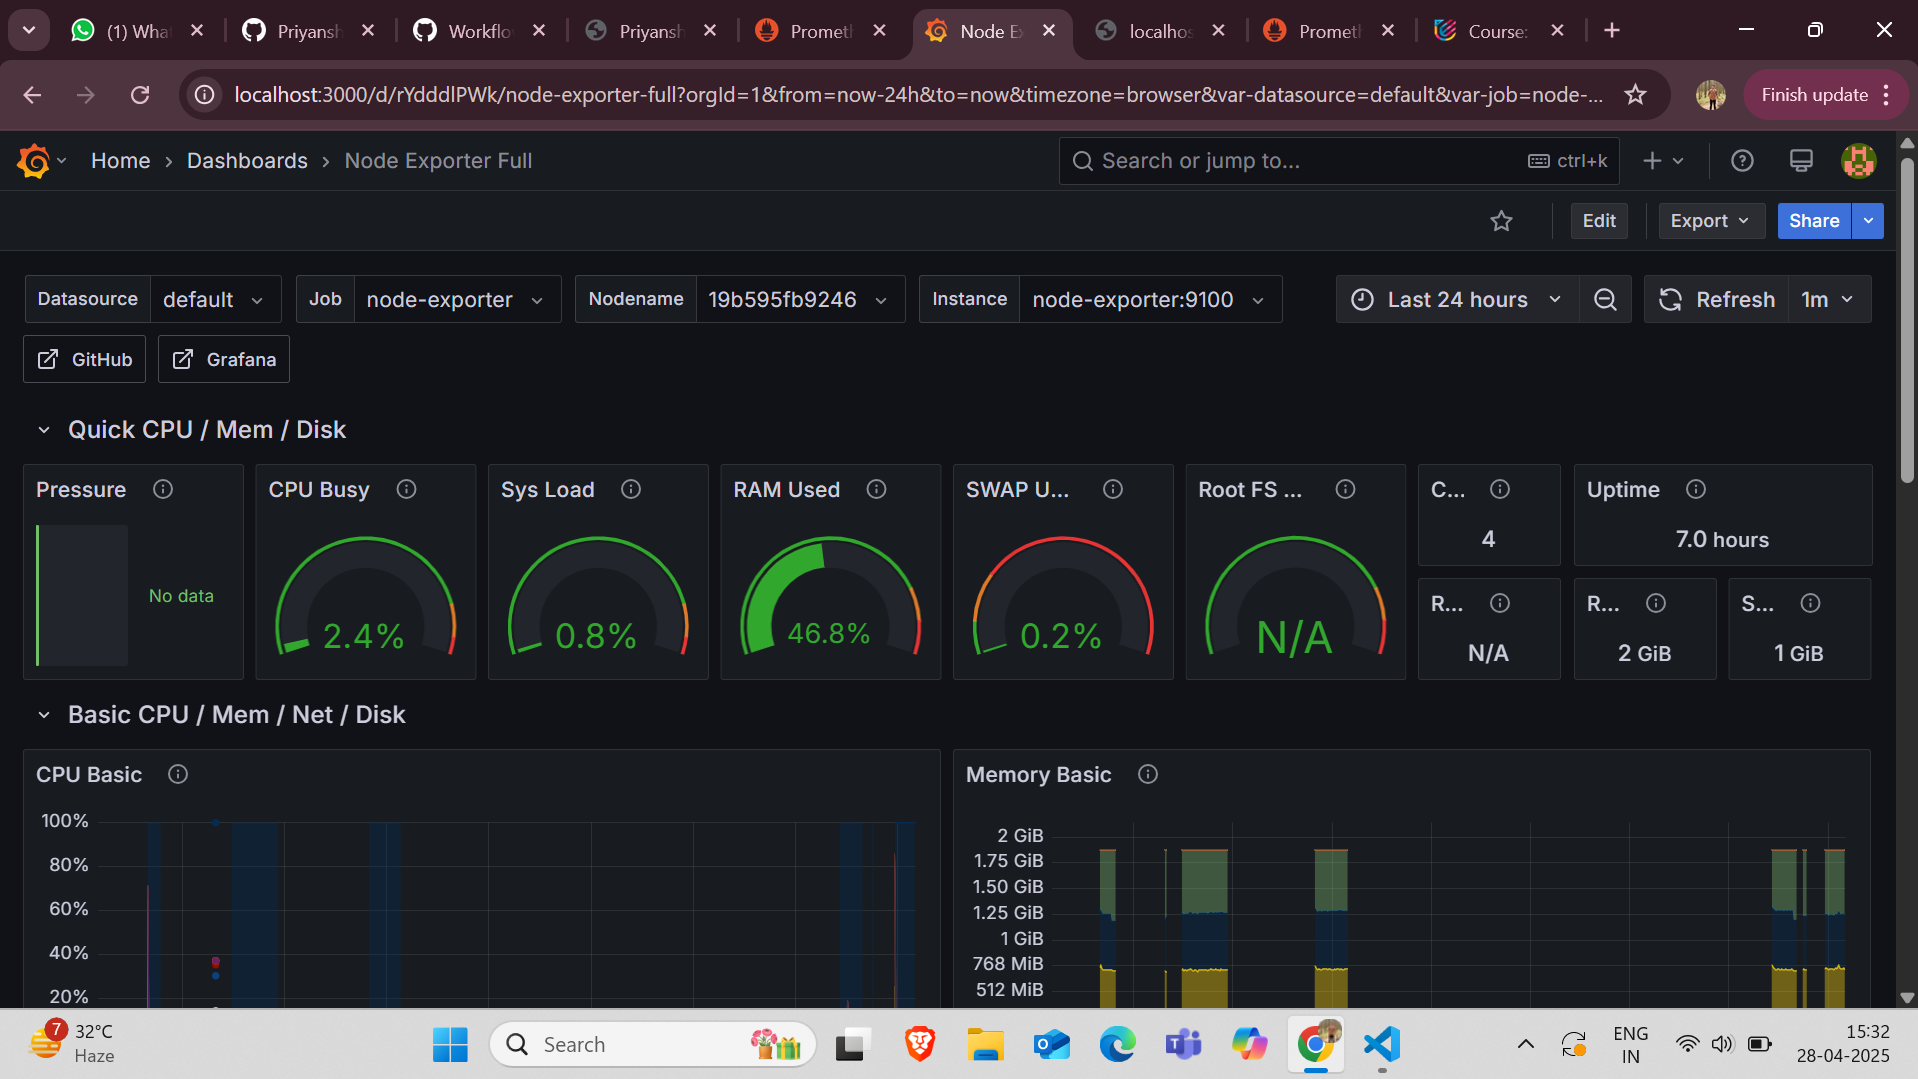 (1) What
Priyansh
Workflo
Priyansh
Prometh
Node Ex
localhos
Prometh
Course:
localhost:3000/d/rYdddlPWk/node-exporter-full?orgId=1&from=now-24h&to=now&timezone=browser&var-datasource=default&var-job=node-...
Finish update
Home › Dashboards › Node Exporter Full
Search or jump to...
ctrl+k
Edit
Export
Share
Datasource default
Job node-exporter
Nodename 19b595fb9246
Instance node-exporter:9100
Last 24 hours
Refresh 1m
GitHub
Grafana
Quick CPU / Mem / Disk
Pressure
No data
CPU Busy
2.4%
Sys Load
0.8%
RAM Used
46.8%
SWAP U...
0.2%
Root FS ...
N/A
C...
4
Uptime
7.0 hours
R...
N/A
R...
2 GiB
S...
1 GiB
Basic CPU / Mem / Net / Disk
CPU Basic
100%
80%
60%
40%
20%
Memory Basic
2 GiB
1.75 GiB
1.50 GiB
1.25 GiB
1 GiB
768 MiB
512 MiB
7
32°C
Haze
Search
ENG
IN
15:32
28-04-2025